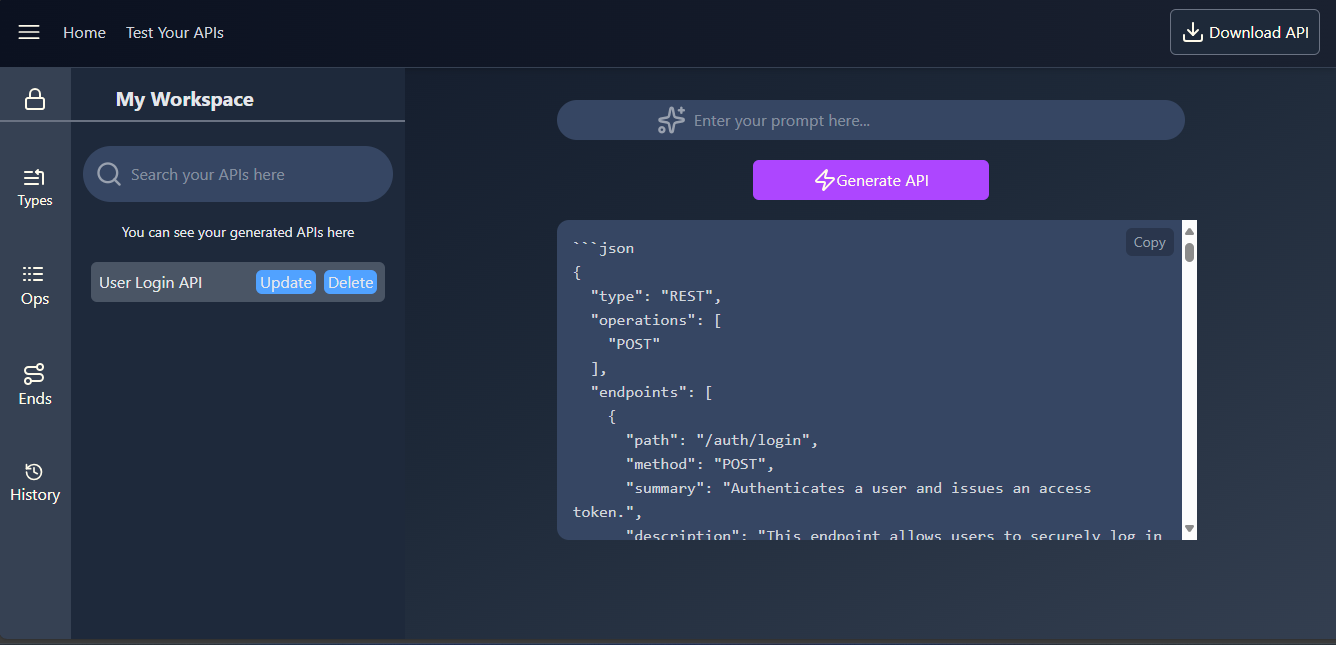 Home
Test Your APIs
Download API
My Workspace
Types
Ops
Ends
History
Search your APIs here
You can see your generated APIs here
User Login API
Update
Delete
Enter your prompt here...
Generate API
Copy
```json
{
  "type": "REST",
  "operations": [
    "POST"
  ],
  "endpoints": [
    {
      "path": "/auth/login",
      "method": "POST",
      "summary": "Authenticates a user and issues an access
token.",
      "description": "This endpoint allows users to securely log in